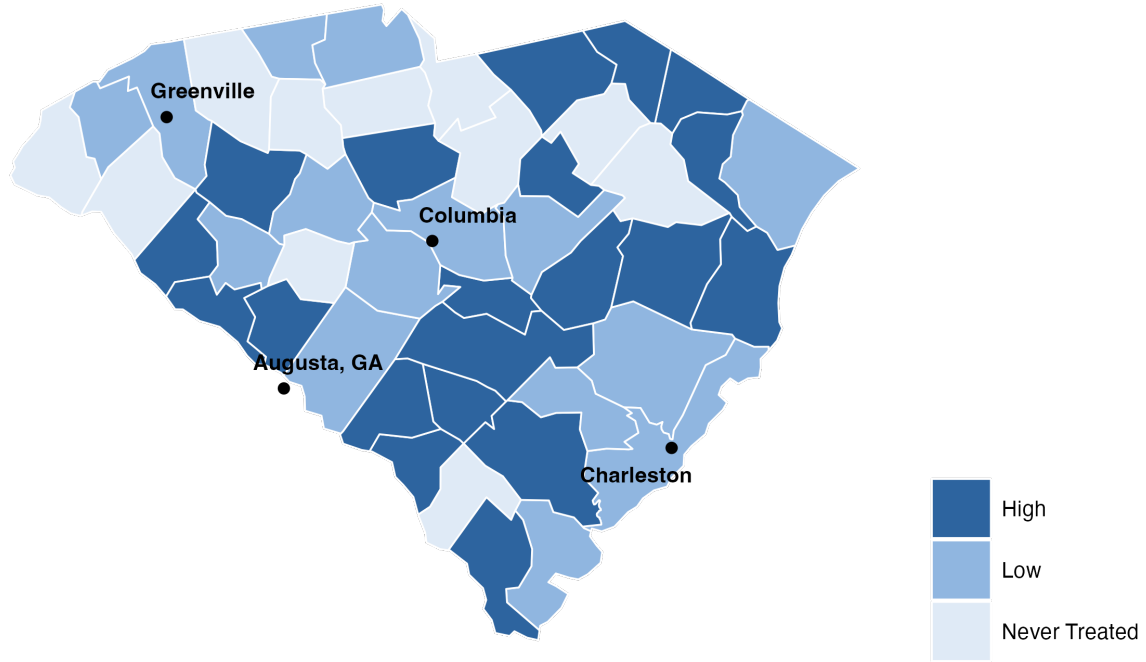 Greenville
Columbia
Augusta, GA
Charleston
High
Low
Never Treated